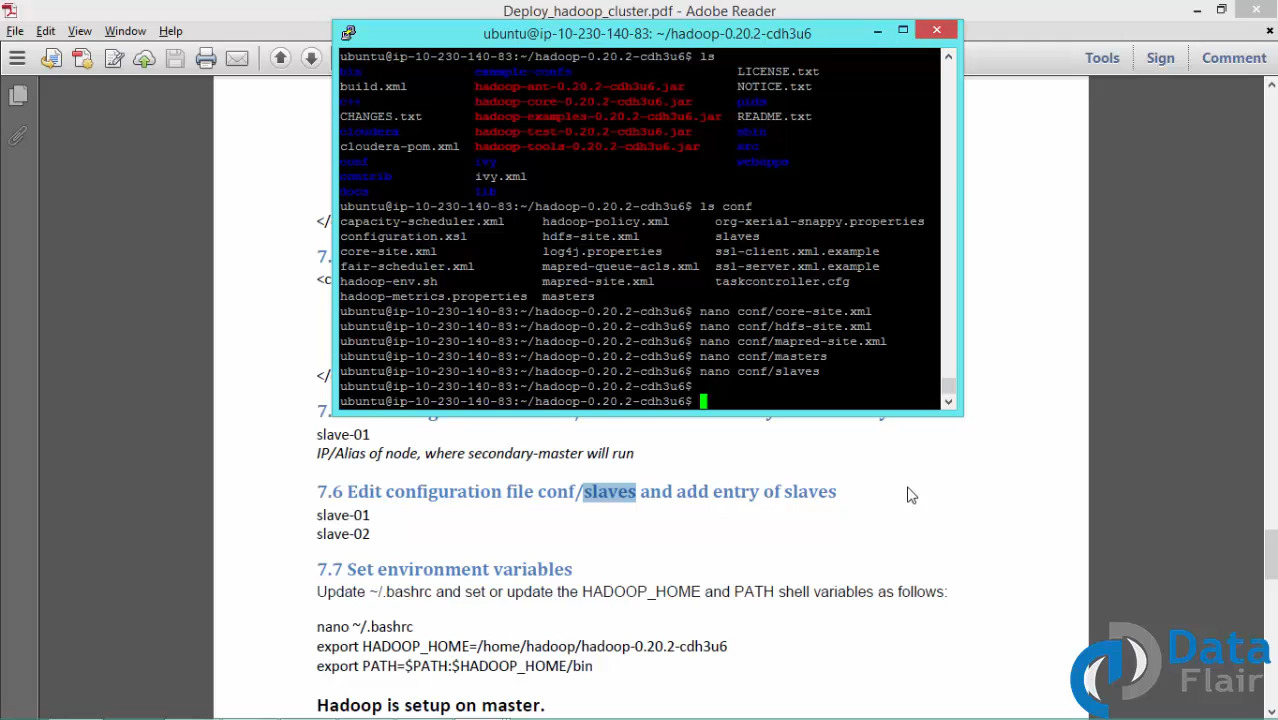 Deploy_hadoop_cluster.pdf - Adobe Reader
File Edit View Window Help
Tools Sign Comment
ubuntu@ip-10-230-140-83: ~/hadoop-0.20.2-cdh3u6
ubuntu@ip-10-230-140-83:~/hadoop-0.20.2-cdh3u6$ ls
bin example-confs LICENSE.txt
build.xml hadoop-ant-0.20.2-cdh3u6.jar NOTICE.txt
c++ hadoop-core-0.20.2-cdh3u6.jar pids
CHANGES.txt hadoop-examples-0.20.2-cdh3u6.jar README.txt
cloudera hadoop-test-0.20.2-cdh3u6.jar sbin
cloudera-pom.xml hadoop-tools-0.20.2-cdh3u6.jar src
conf ivy webapps
contrib ivy.xml
docs lib
ubuntu@ip-10-230-140-83:~/hadoop-0.20.2-cdh3u6$ ls conf
capacity-scheduler.xml hadoop-policy.xml org-xerial-snappy.properties
configuration.xsl hdfs-site.xml slaves
core-site.xml log4j.properties ssl-client.xml.example
fair-scheduler.xml mapred-queue-acls.xml ssl-server.xml.example
hadoop-env.sh mapred-site.xml taskcontroller.cfg
hadoop-metrics.properties masters
ubuntu@ip-10-230-140-83:~/hadoop-0.20.2-cdh3u6$ nano conf/core-site.xml
ubuntu@ip-10-230-140-83:~/hadoop-0.20.2-cdh3u6$ nano conf/hdfs-site.xml
ubuntu@ip-10-230-140-83:~/hadoop-0.20.2-cdh3u6$ nano conf/mapred-site.xml
ubuntu@ip-10-230-140-83:~/hadoop-0.20.2-cdh3u6$ nano conf/masters
ubuntu@ip-10-230-140-83:~/hadoop-0.20.2-cdh3u6$ nano conf/slaves
ubuntu@ip-10-230-140-83:~/hadoop-0.20.2-cdh3u6$
ubuntu@ip-10-230-140-83:~/hadoop-0.20.2-cdh3u6$
</
7.
<c
</
7.
slave-01
IP/Alias of node, where secondary-master will run
7.6 Edit configuration file conf/slaves and add entry of slaves
slave-01
slave-02
7.7 Set environment variables
Update ~/.bashrc and set or update the HADOOP_HOME and PATH shell variables as follows:
nano ~/.bashrc
export HADOOP_HOME=/home/hadoop/hadoop-0.20.2-cdh3u6
export PATH=$PATH:$HADOOP_HOME/bin
Hadoop is setup on master.
Data
Flair